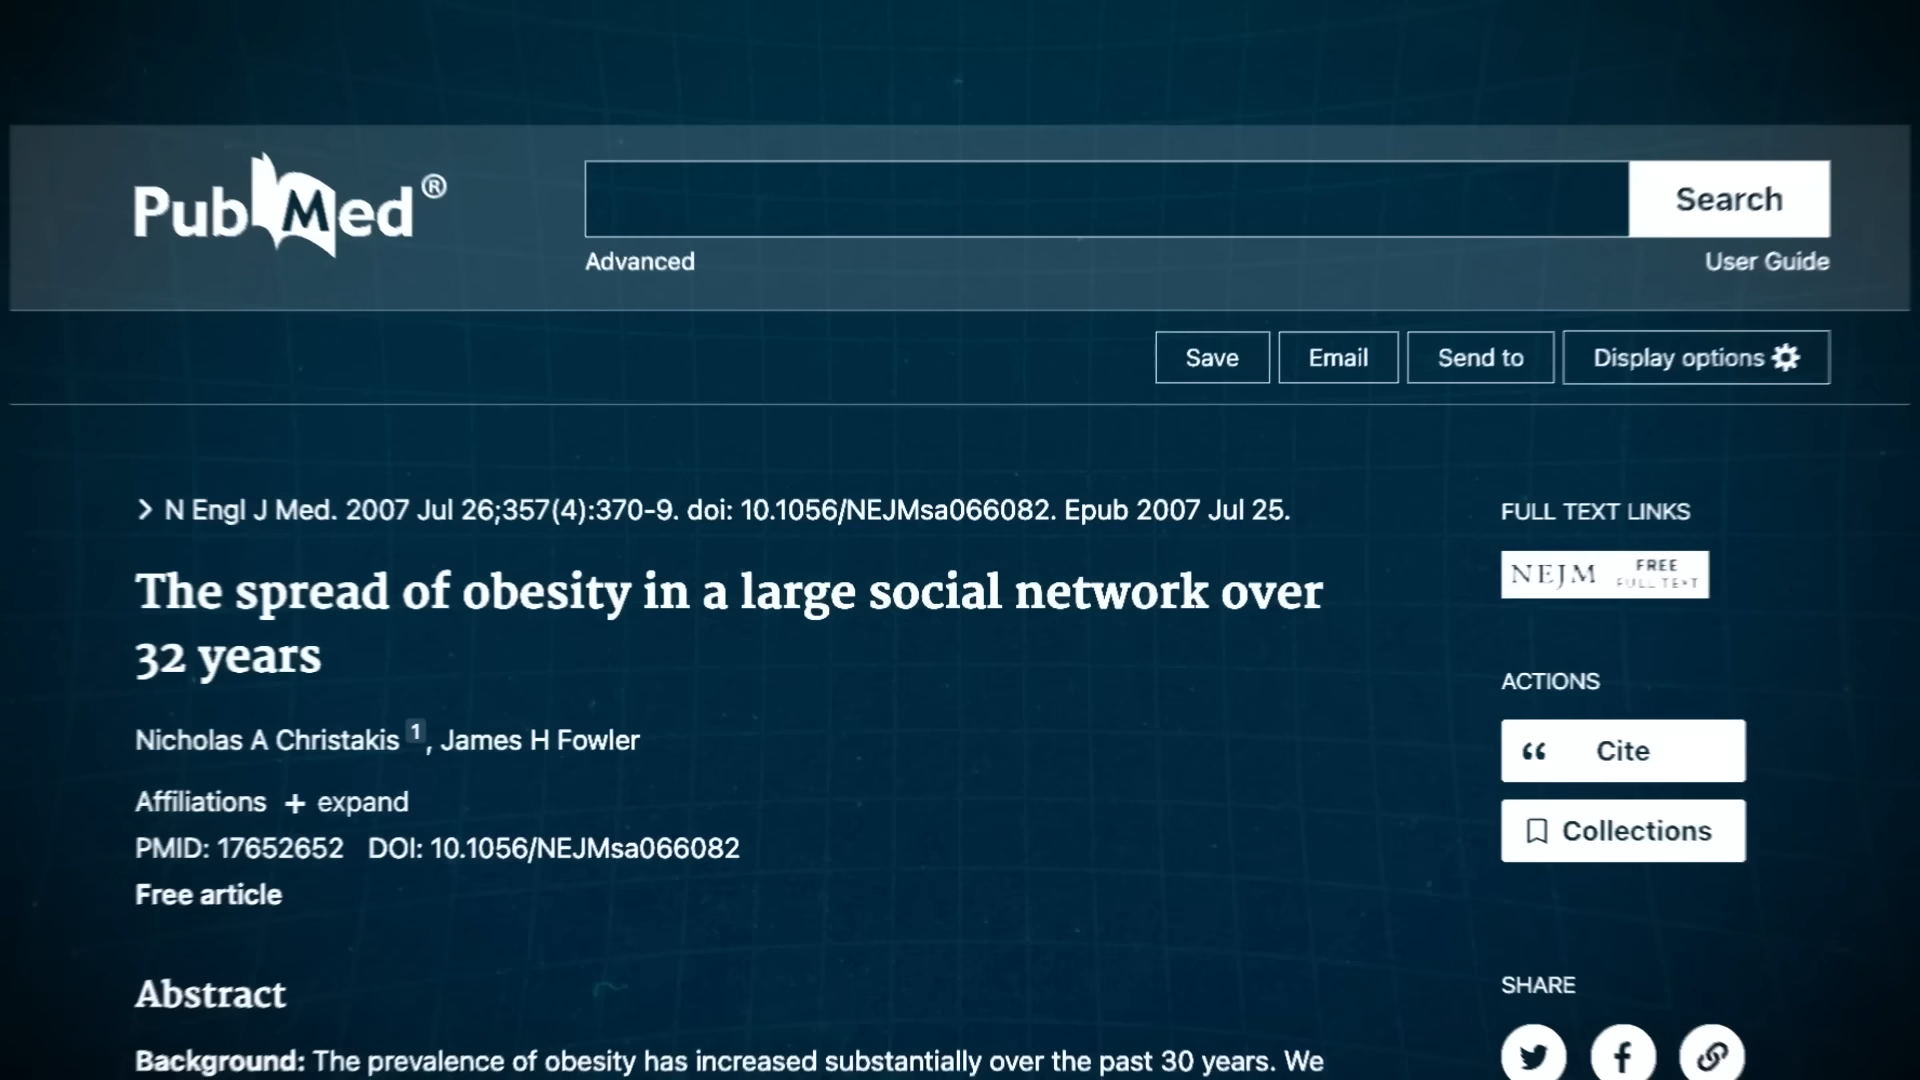 PubMed®
Search
Advanced
User Guide
Save
Email
Send to
Display options
N Engl J Med. 2007 Jul 26;357(4):370-9. doi: 10.1056/NEJMsa066082. Epub 2007 Jul 25.
The spread of obesity in a large social network over
32 years
Nicholas A Christakis 1, James H Fowler
Affiliations + expand
PMID: 17652652 DOI: 10.1056/NEJMsa066082
Free article
Abstract
Background: The prevalence of obesity has increased substantially over the past 30 years. We
FULL TEXT LINKS
NEJM FREE
FULL TEXT
ACTIONS
“ Cite
Collections
SHARE